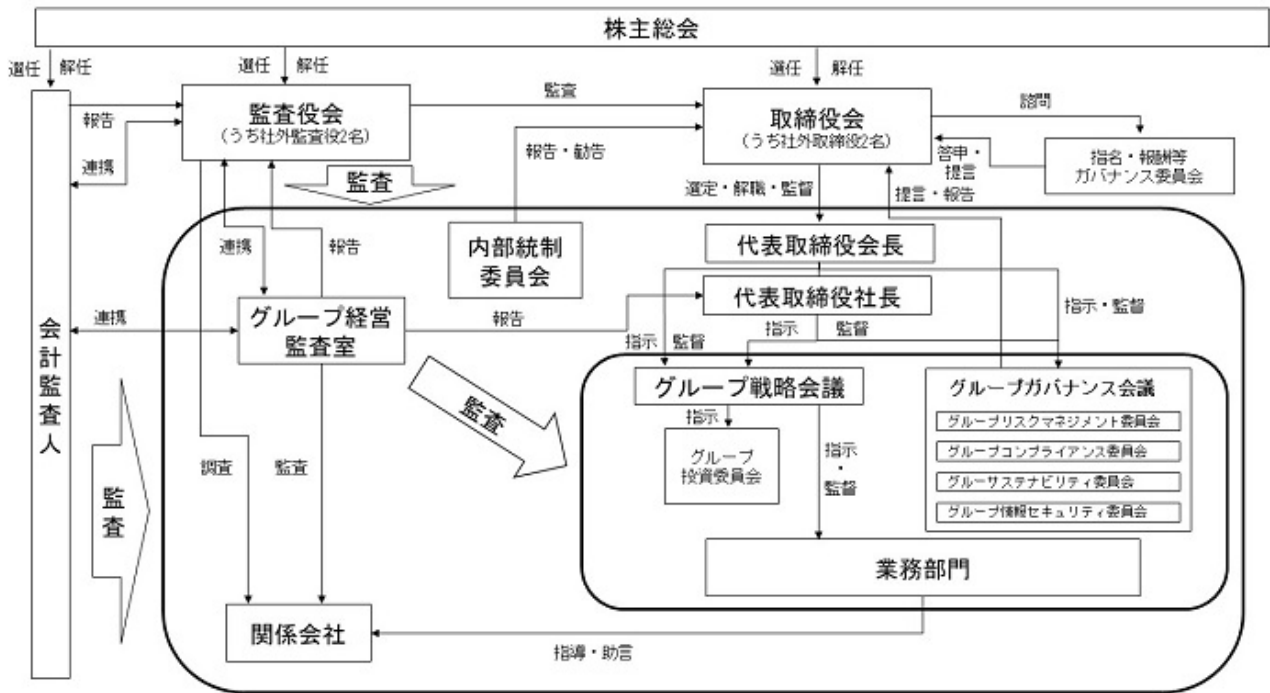 株主総会
選任 解任
選任 解任
選任 解任
監査役会
(うち社外監査役2名)
監査
取締役会
(うち社外取締役2名)
諮問
報告
連携
報告・勧告
答申・
提言
指名・報酬等
ガバナンス委員会
監査
選定・解職・監督
提言・報告
連携
報告
内部統制
委員会
代表取締役会長
代表取締役社長
会計監査人
連携
グループ経営
監査室
報告
指示・監督
指示 監督
指示 監督
グループ戦略会議
グループガバナンス会議
監査
指示
グループ
投資委員会
指示
・
監督
グループリスクマネジメント委員会
グループコンプライアンス委員会
グルーサステナビリティ委員会
グループ情報セキュリティ委員会
監査
調査
監査
業務部門
関係会社
指導・助言